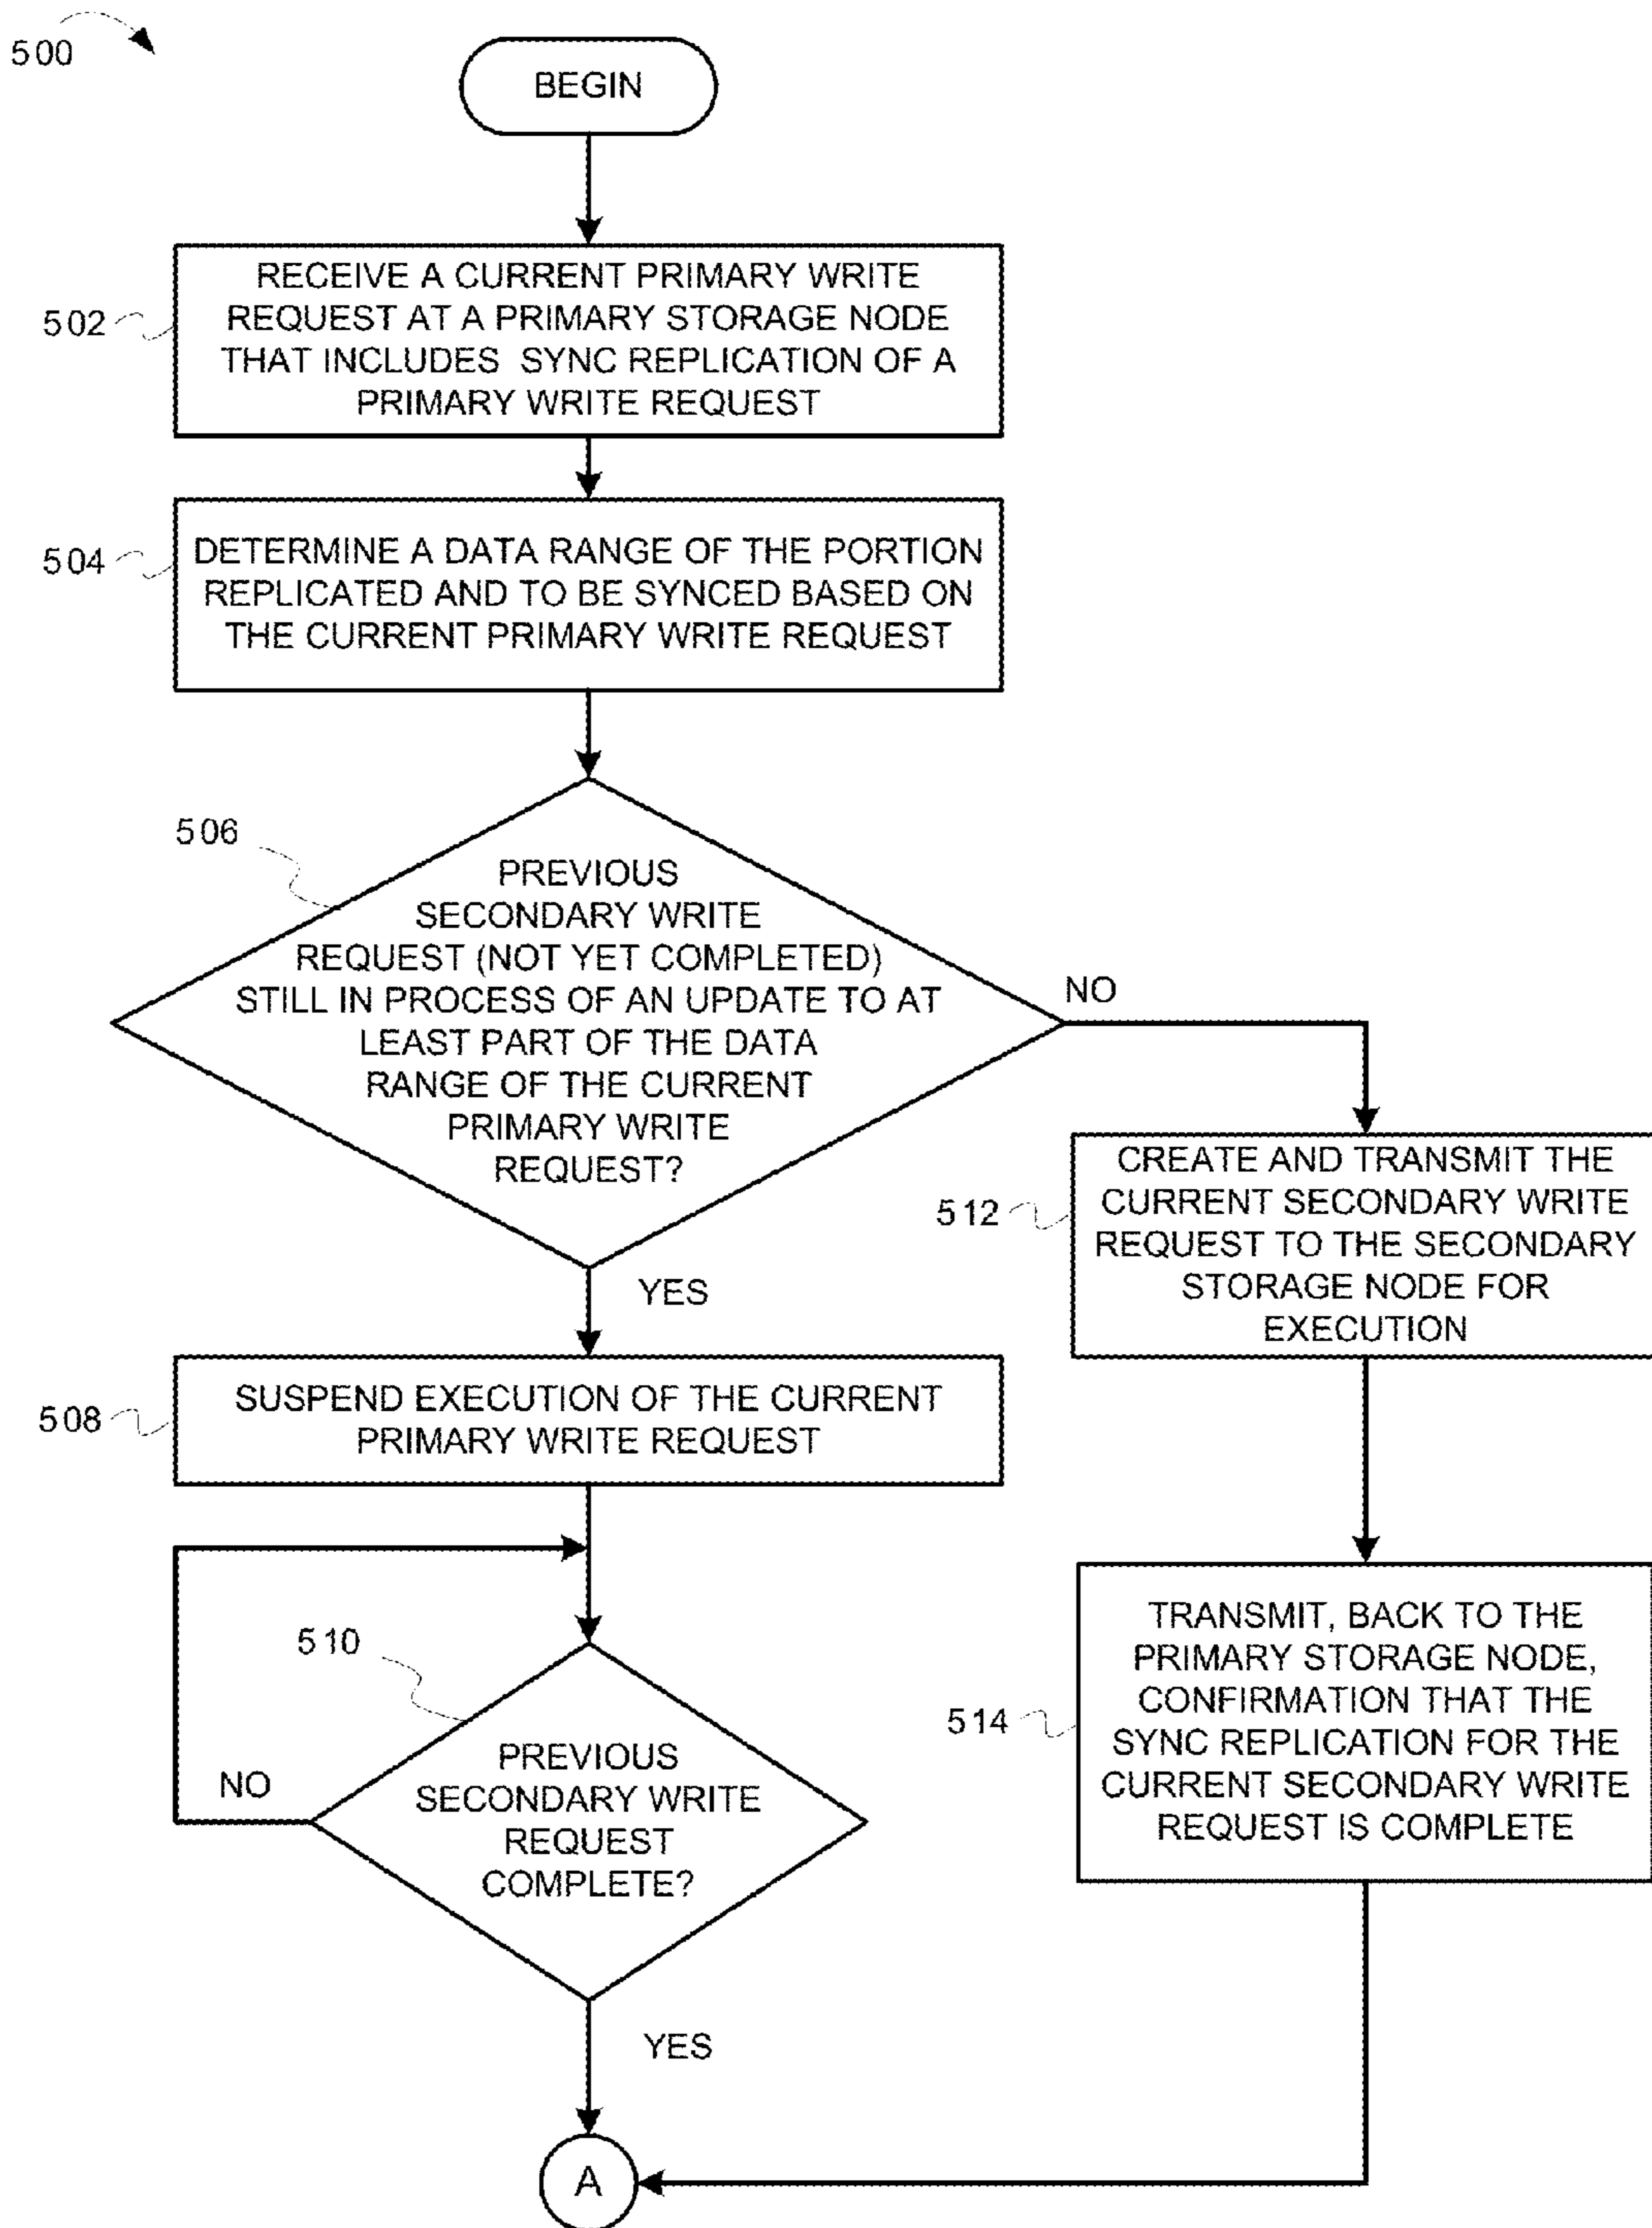 500
BEGIN
502
RECEIVE A CURRENT PRIMARY WRITE
REQUEST AT A PRIMARY STORAGE NODE
THAT INCLUDES SYNC REPLICATION OF A
PRIMARY WRITE REQUEST
504
DETERMINE A DATA RANGE OF THE PORTION
REPLICATED AND TO BE SYNCED BASED ON
THE CURRENT PRIMARY WRITE REQUEST
506
PREVIOUS
SECONDARY WRITE
REQUEST (NOT YET COMPLETED)
STILL IN PROCESS OF AN UPDATE TO AT
LEAST PART OF THE DATA
RANGE OF THE CURRENT
PRIMARY WRITE
REQUEST?
NO
YES
508
SUSPEND EXECUTION OF THE CURRENT
PRIMARY WRITE REQUEST
510
PREVIOUS
SECONDARY WRITE
REQUEST
COMPLETE?
NO
YES
512
CREATE AND TRANSMIT THE
CURRENT SECONDARY WRITE
REQUEST TO THE SECONDARY
STORAGE NODE FOR
EXECUTION
514
TRANSMIT, BACK TO THE
PRIMARY STORAGE NODE,
CONFIRMATION THAT THE
SYNC REPLICATION FOR THE
CURRENT SECONDARY WRITE
REQUEST IS COMPLETE
A